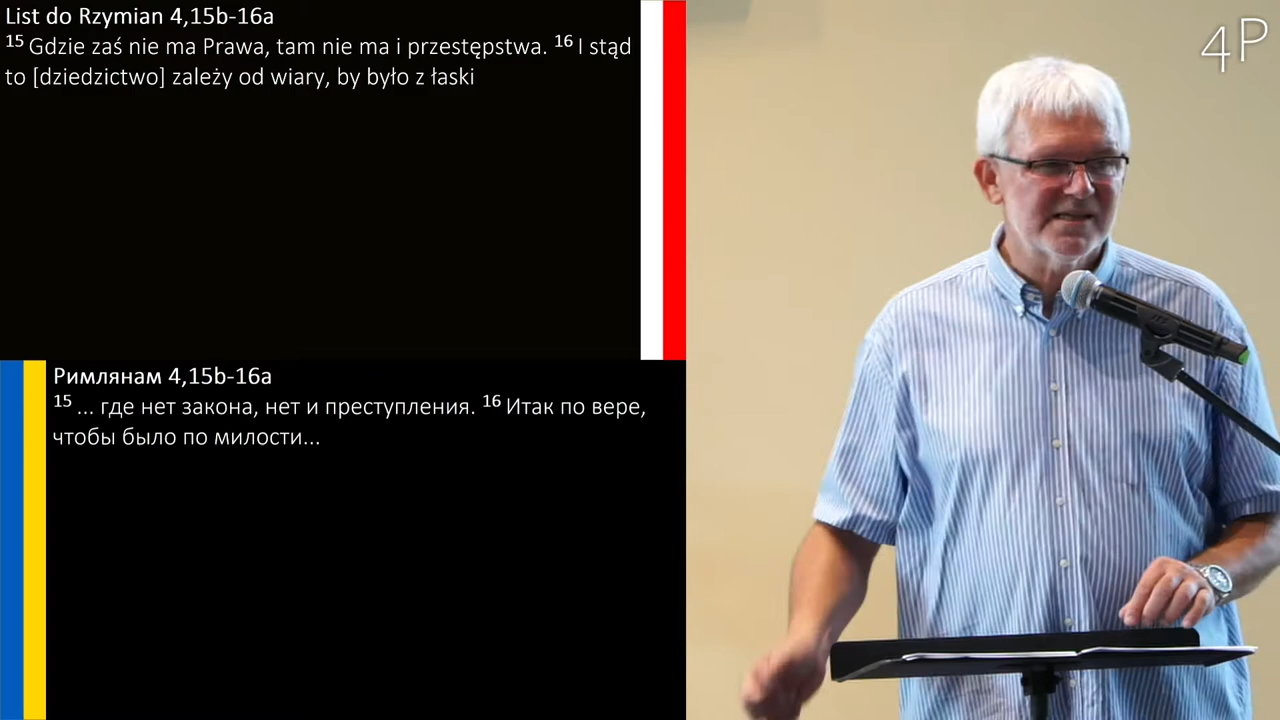 List do Rzymian 4,15b-16a
15 Gdzie zaś nie ma Prawa, tam nie ma i przestępstwa. 16 I stąd
to [dziedzictwo] zależy od wiary, by było z łaski
4P
Римлянам 4,15b-16a
15 ... где нет закона, нет и преступления. 16 Итак по вере,
чтобы было по милости...